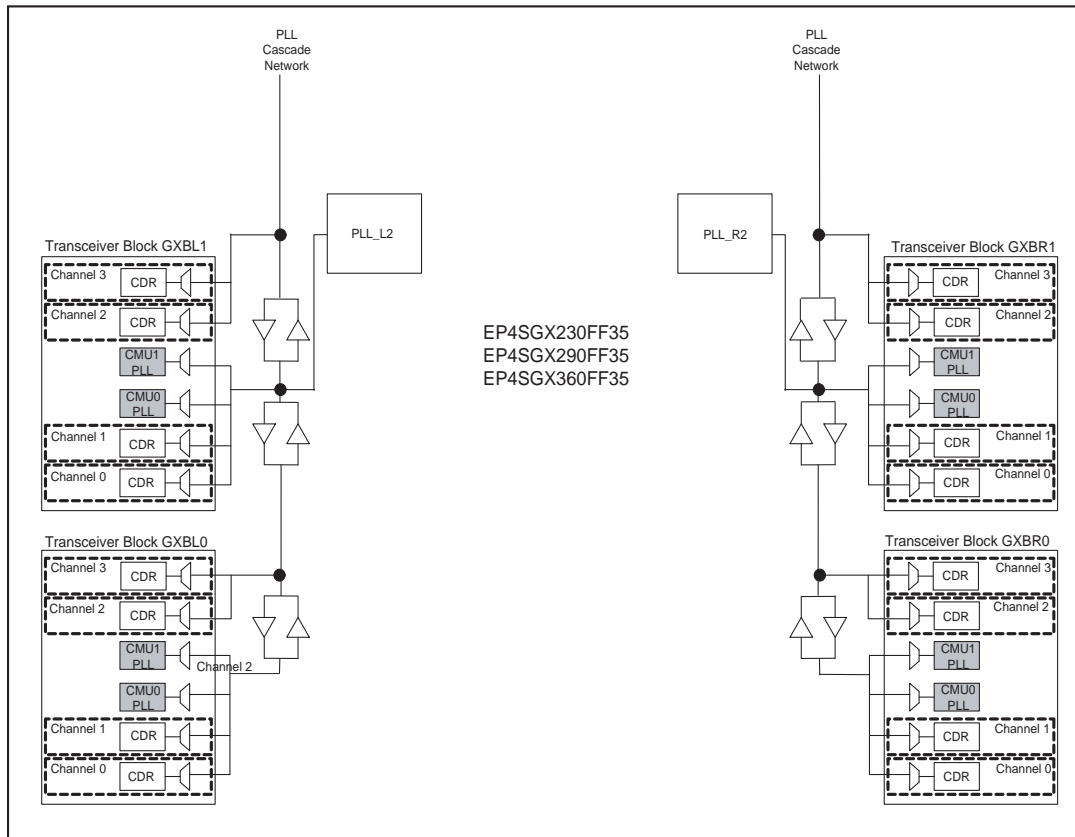 PLL
Cascade
Network
PLL
Cascade
Network
PLL_L2
PLL_R2
EP4SGX230FF35
EP4SGX290FF35
EP4SGX360FF35
Transceiver Block GXBL1
Channel 3
CDR
Channel 2
CDR
CMU1
PLL
CMU0
PLL
Channel 1
CDR
Channel 0
CDR
Transceiver Block GXBR1
Channel 3
CDR
Channel 2
CDR
CMU1
PLL
CMU0
PLL
Channel 1
CDR
Channel 0
CDR
Transceiver Block GXBL0
Channel 3
CDR
Channel 2
CDR
CMU1
PLL
Channel 2
CMU0
PLL
Channel 1
CDR
Channel 0
CDR
Transceiver Block GXBR0
Channel 3
CDR
Channel 2
CDR
CMU1
PLL
CMU0
PLL
Channel 1
CDR
Channel 0
CDR